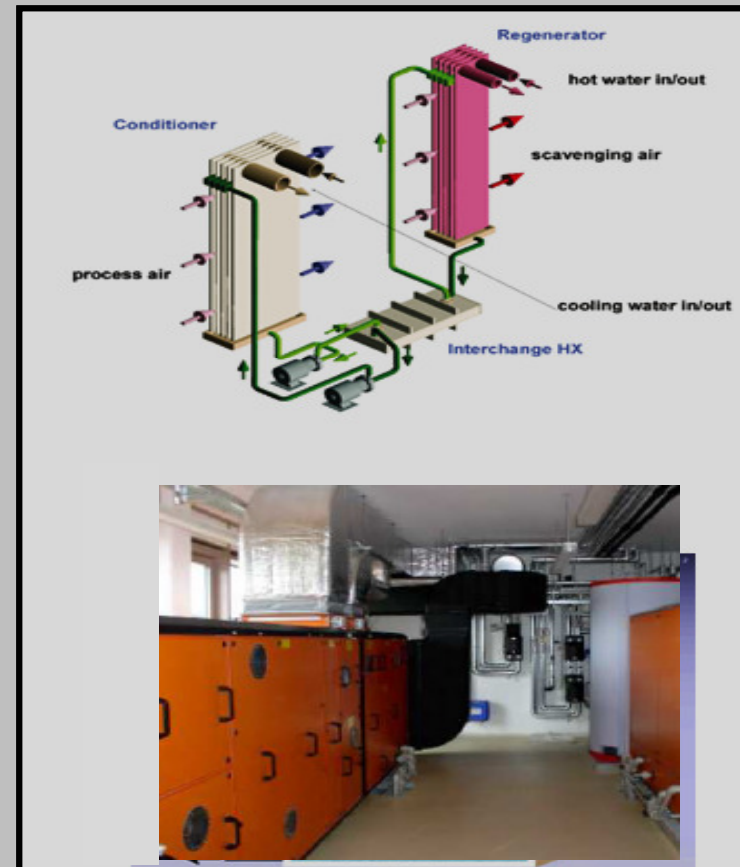 Regenerator
hot water in/out
Conditioner
scavenging air
process air
cooling water in/out
Interchange HX